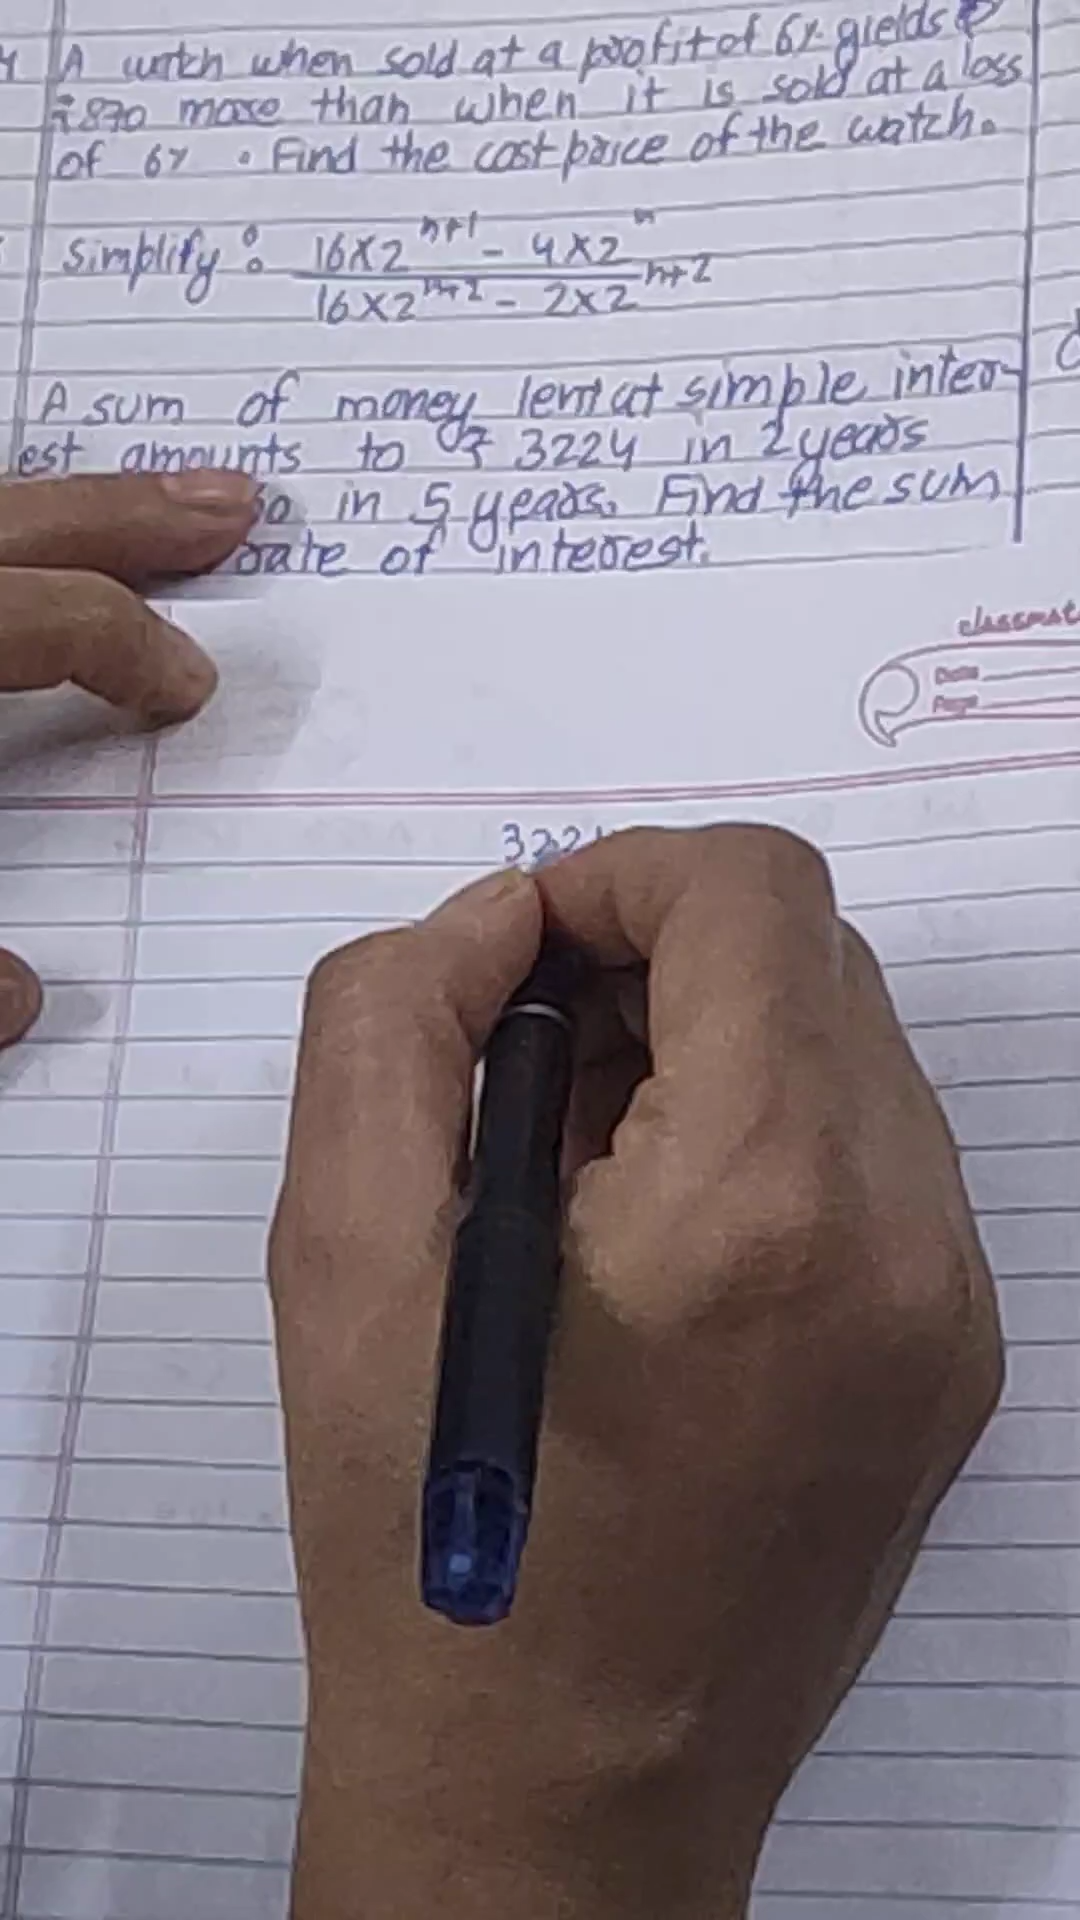 A watch when sold at a profit of 6% yields
₹870 more than when it is sold at a loss
of 6%. Find the cost price of the watch.
Simplify: 16×2^n+1 - 4×2^n
16×2^n+2 - 2×2^n+2
A sum of money lent at simple inter-
est amounts to ₹ 3224 in 2 years
60 in 5 years. Find the sum
rate of interest.
classmat
Date
Page
322